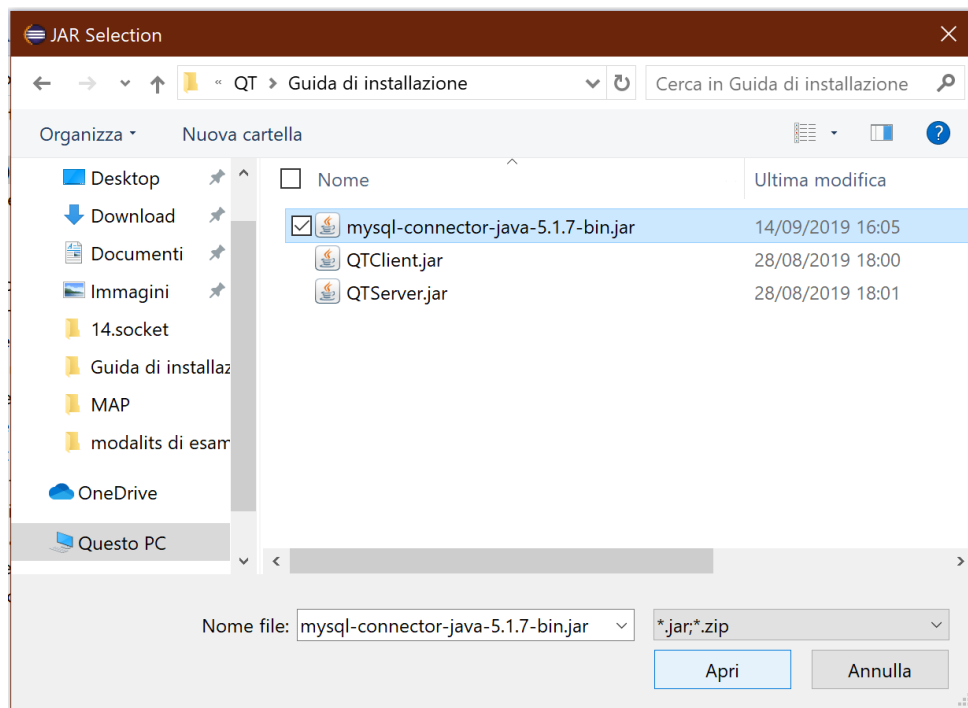 JAR Selection
« QT > Guida di installazione
Cerca in Guida di installazione
Organizza
Nuova cartella
?
Nome
Ultima modifica
Desktop
Download
Documenti
Immagini
14.socket
Guida di installaz
MAP
modalits di esam
OneDrive
Questo PC
mysql-connector-java-5.1.7-bin.jar 14/09/2019 16:05
QTClient.jar 28/08/2019 18:00
QTServer.jar 28/08/2019 18:01
Nome file: mysql-connector-java-5.1.7-bin.jar
*.jar;*.zip
Apri
Annulla